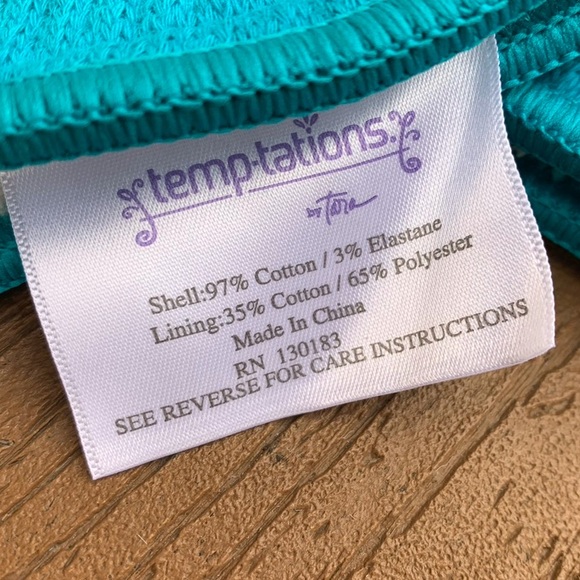 temp-tations.
by Tara
Shell:97% Cotton / 3% Elastane
Lining:35% Cotton / 65% Polyester
Made In China
RN 130183
SEE REVERSE FOR CARE INSTRUCTIONS